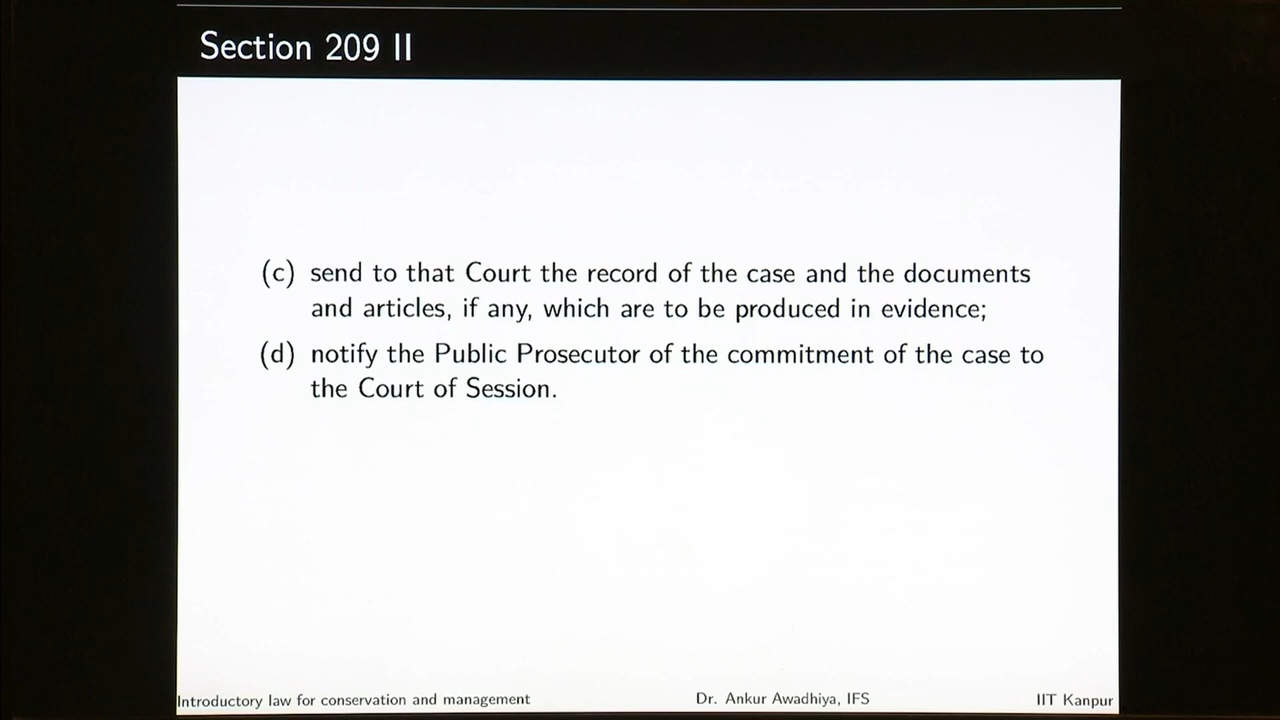 Section 209 II
(c) send to that Court the record of the case and the documents
and articles, if any, which are to be produced in evidence;
(d) notify the Public Prosecutor of the commitment of the case to
the Court of Session.
Introductory law for conservation and management Dr. Ankur Awadhiya, IFS IIT Kanpur